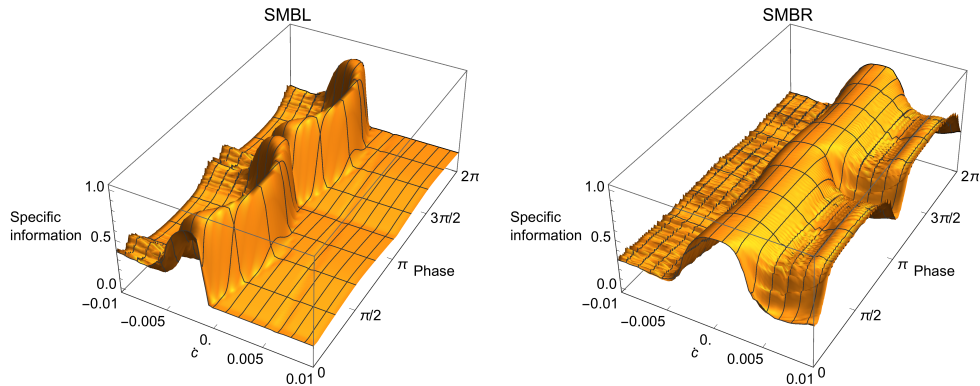 SMBL
1.0
Specific
information
0.5
0.0
−0.01
−0.005
0.
ċ
0.005
0.01
0
π/2
π
Phase
3π/2
2π
SMBR
1.0
Specific
information
0.5
0.0
−0.01
−0.005
0.
ċ
0.005
0.01
0
π/2
π
Phase
3π/2
2π